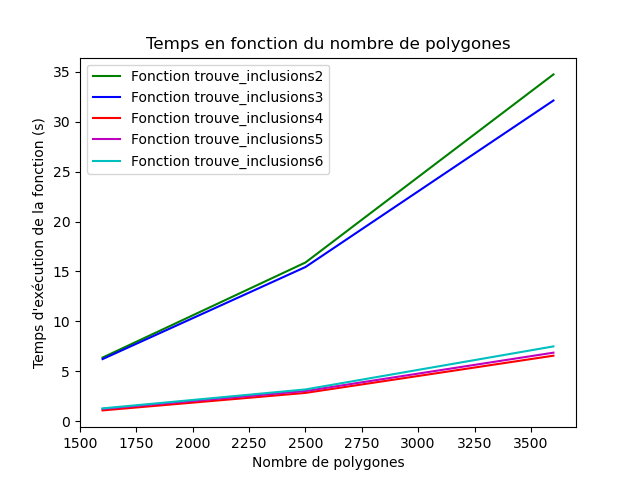 Temps en fonction du nombre de polygones
Fonction trouve_inclusions2
Fonction trouve_inclusions3
Fonction trouve_inclusions4
Fonction trouve_inclusions5
Fonction trouve_inclusions6
Temps d'exécution de la fonction (s)
35
30
25
20
15
10
5
0
1500 1750 2000 2250 2500 2750 3000 3250 3500
Nombre de polygones